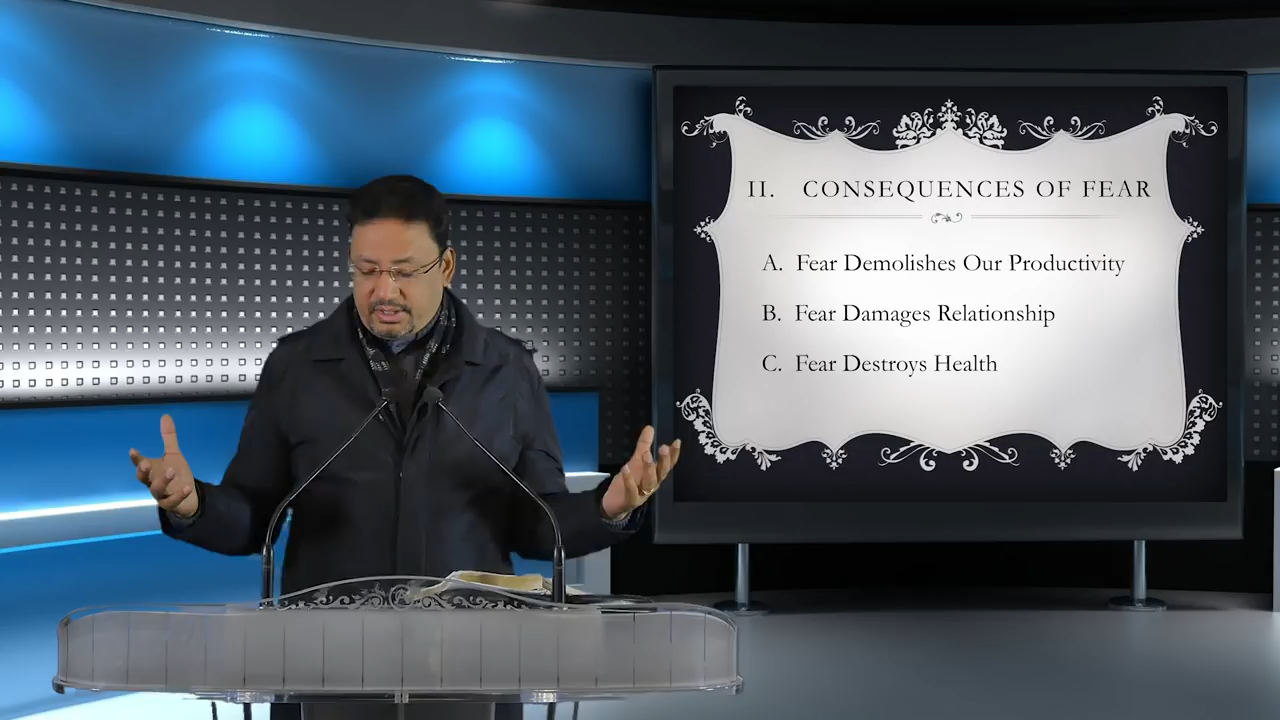 II. CONSEQUENCES OF FEAR
A. Fear Demolishes Our Productivity
B. Fear Damages Relationship
C. Fear Destroys Health